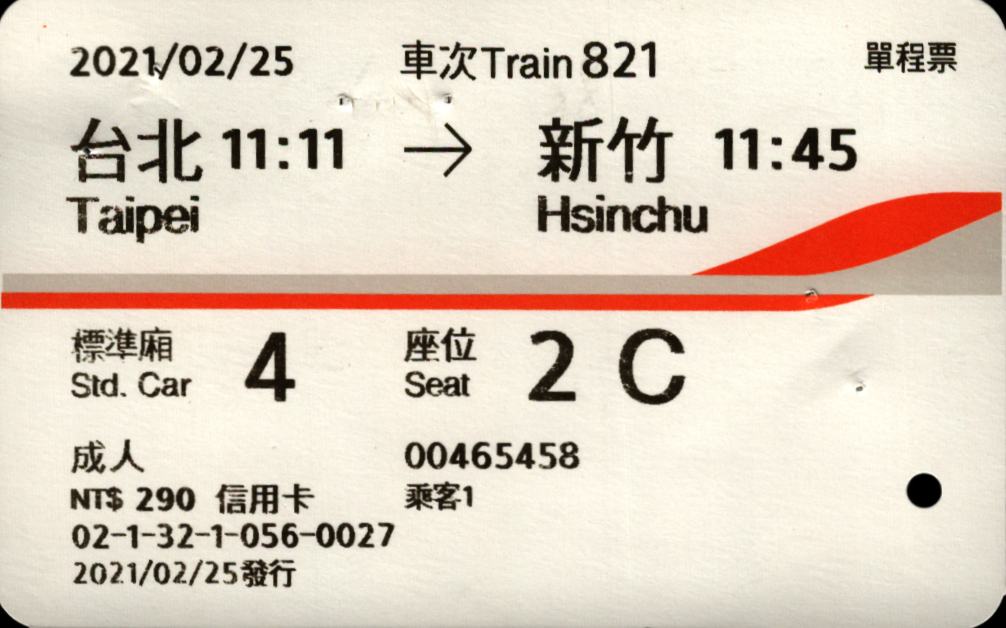 2021/02/25 車次Train 821 單程票
台北 11:11 → 新竹 11:45
Taipei Hsinchu
標準廂 4 座位 2 C
Std. Car Seat
成人 00465458
NT$ 290 信用卡 乘客1
02-1-32-1-056-0027
2021/02/25發行